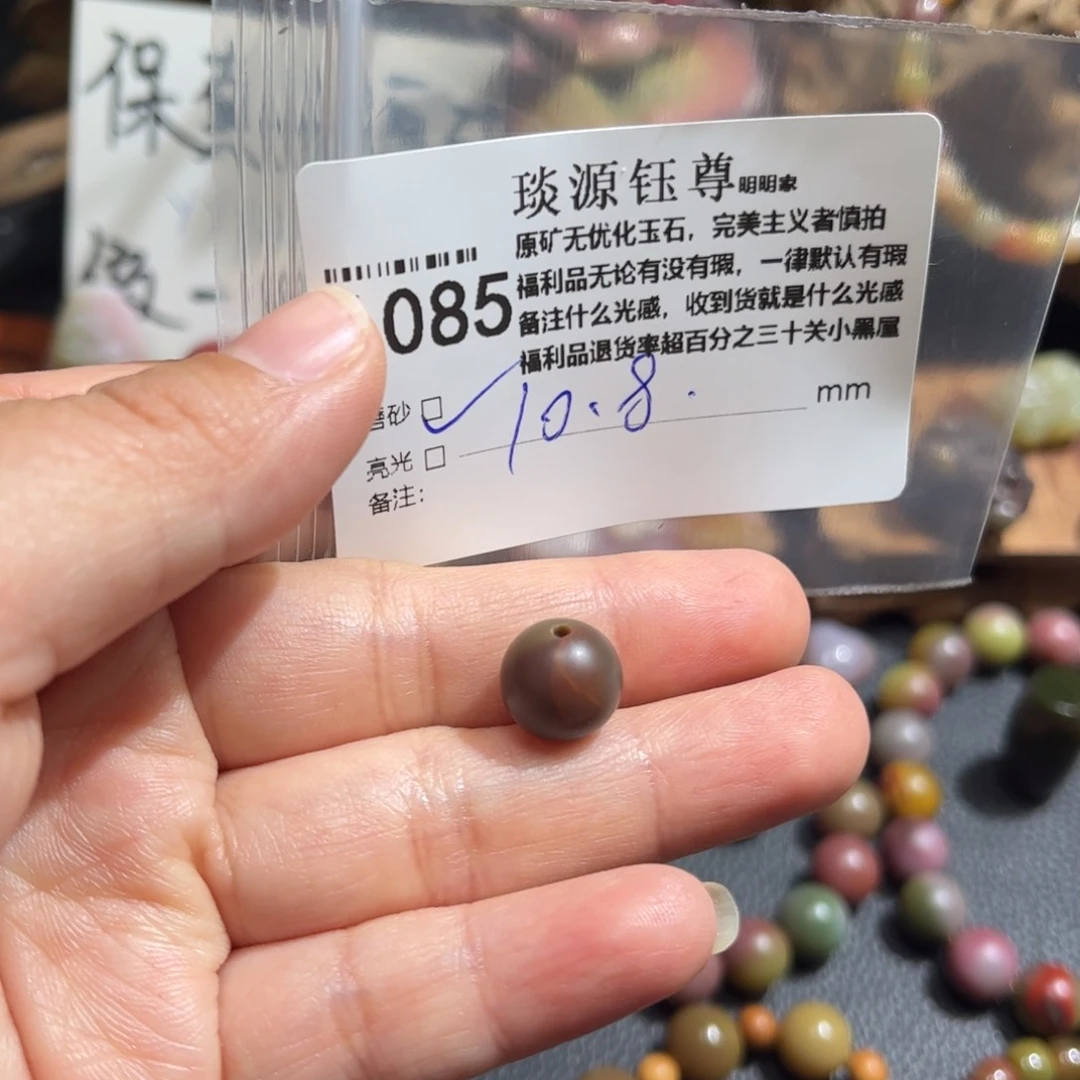 保
琰源钰尊明明家
原矿无优化玉石，完美主义者慎拍
福利品无论有没有瑕，一律默认有瑕
085
备注什么光感，收到货就是什么光感
福利品退货率超百分之三十关小黑屋
磨砂 □ ✓ 10.8. mm
亮光 □
备注：